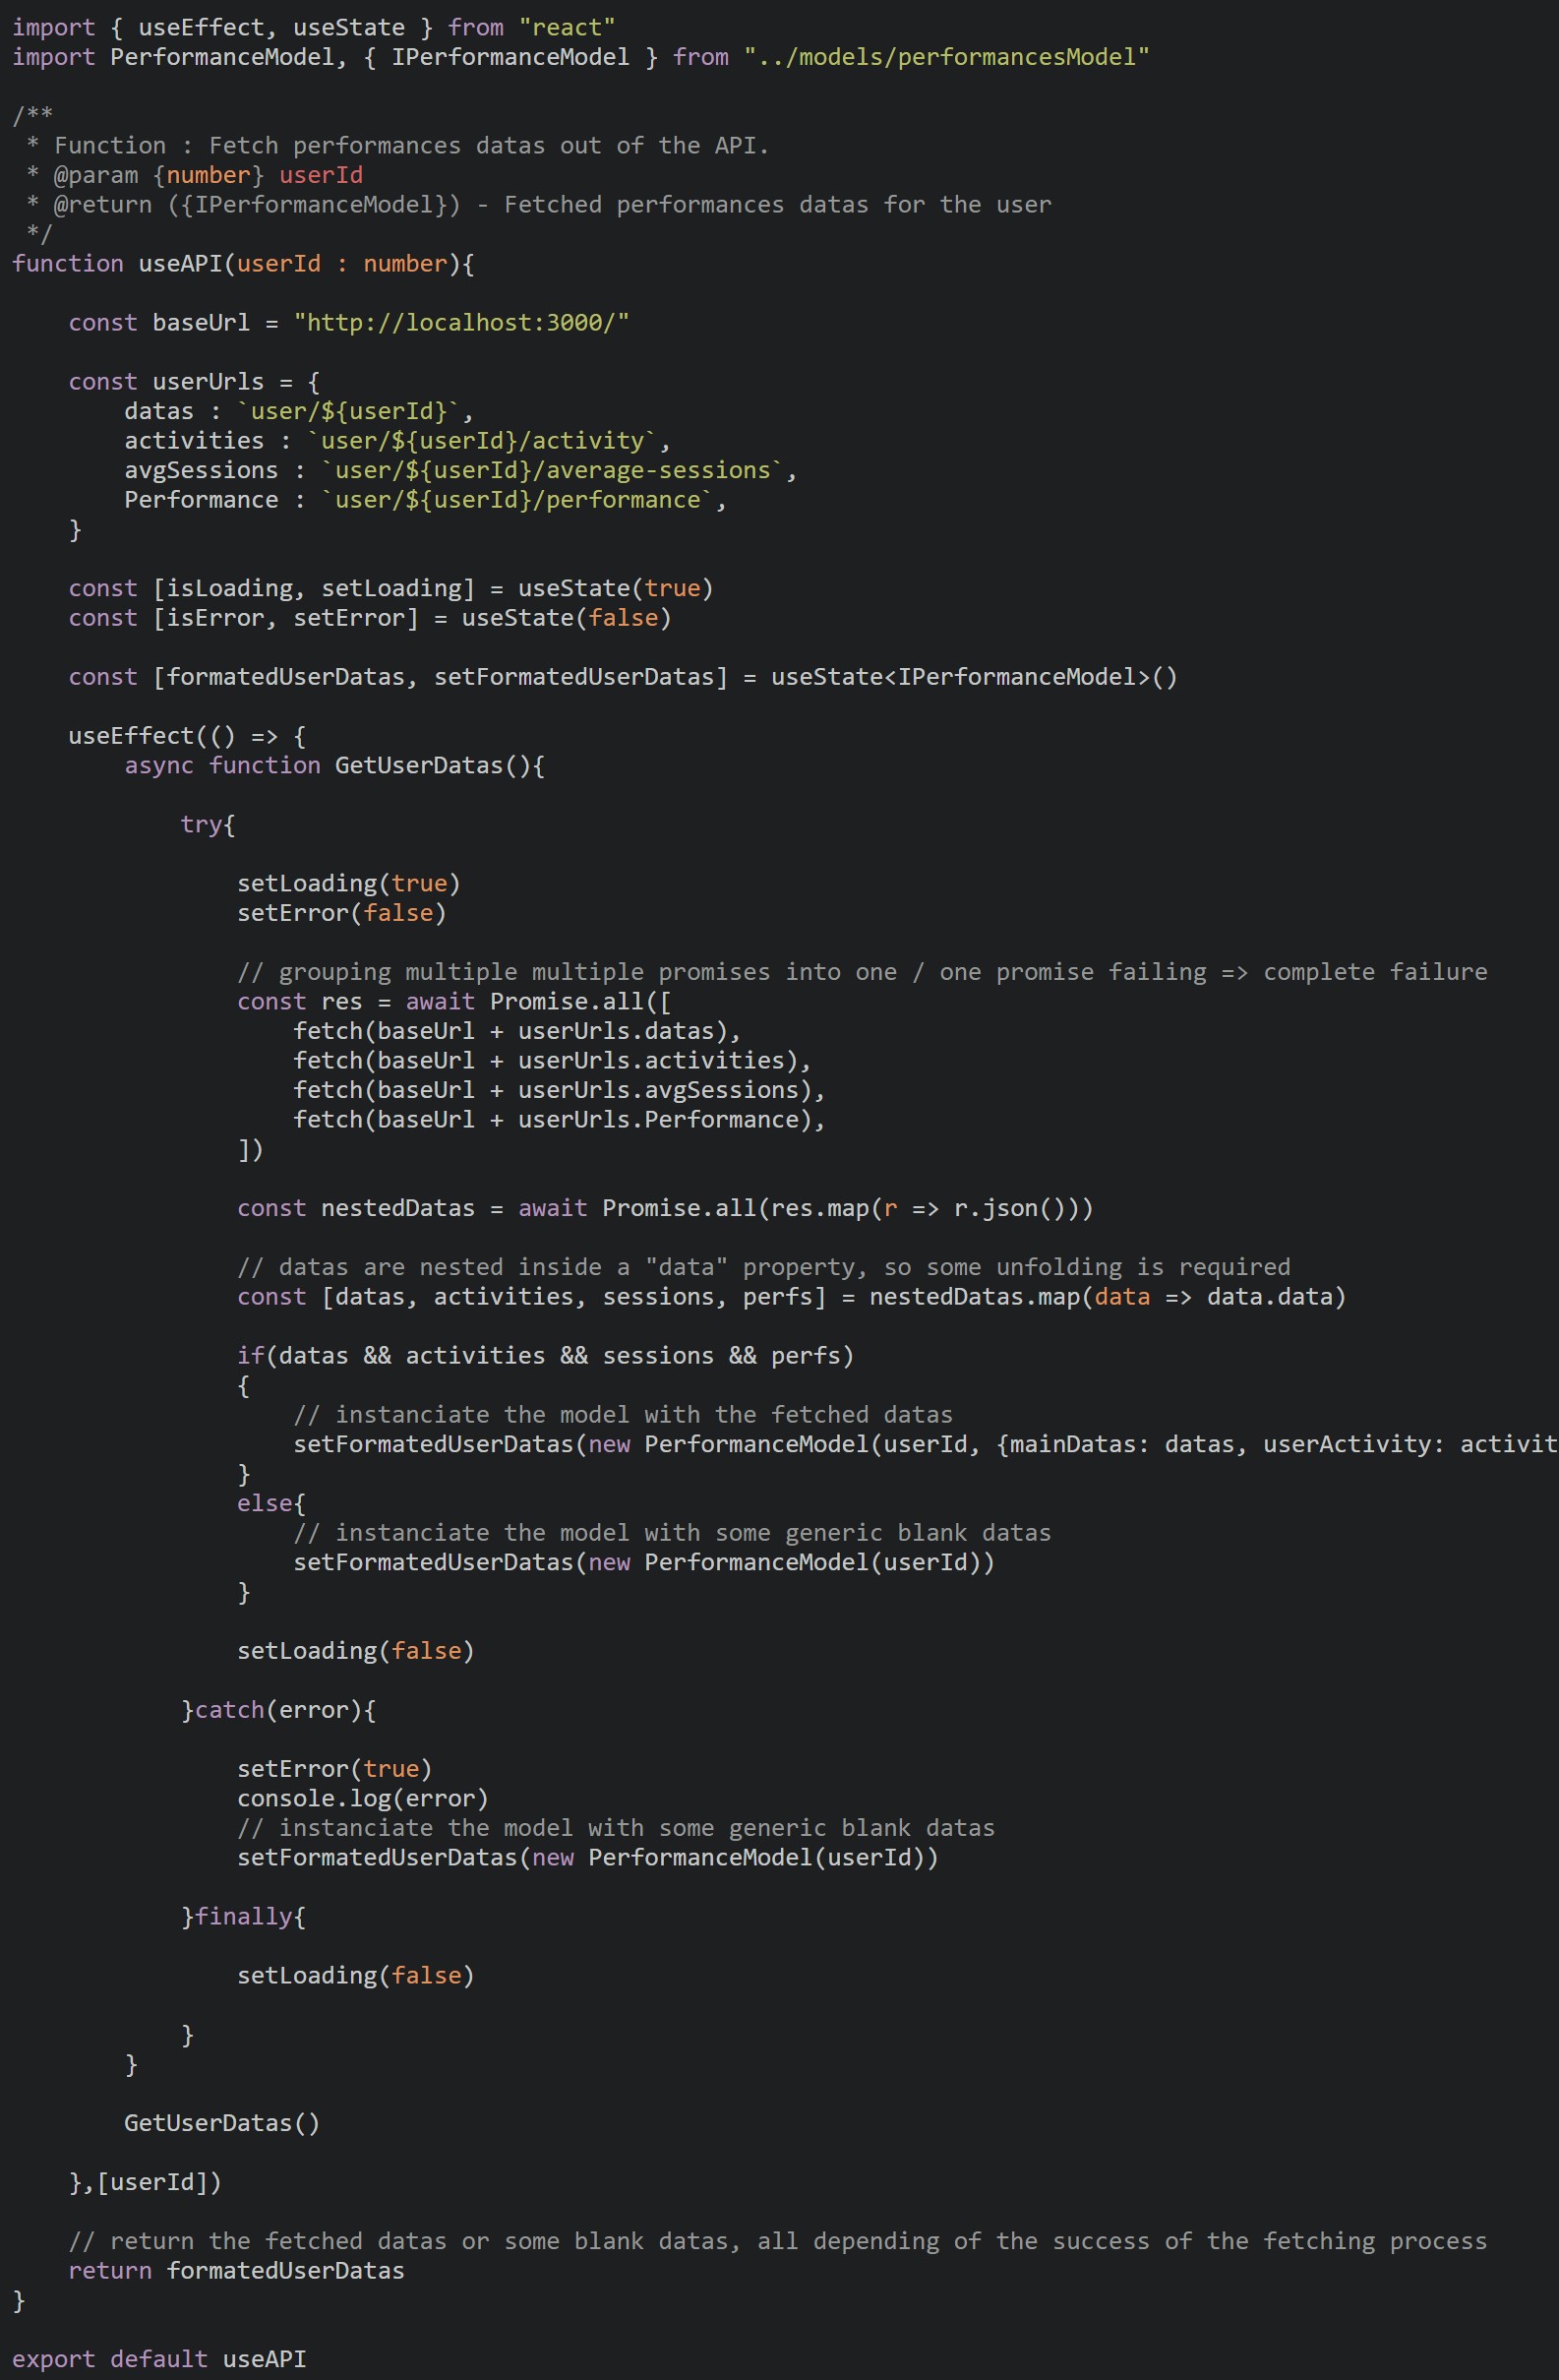 import { useEffect, useState } from "react"
import PerformanceModel, { IPerformanceModel } from "../models/performancesModel"
/**
 * Function : Fetch performances datas out of the API.
 * @param {number} userId
 * @return ({IPerformanceModel}) - Fetched performances datas for the user
 */
function useAPI(userId : number){
    const baseUrl = "http://localhost:3000/"
    const userUrls = {
        datas : `user/${userId}`,
        activities : `user/${userId}/activity`,
        avgSessions : `user/${userId}/average-sessions`,
        Performance : `user/${userId}/performance`,
    }
    const [isLoading, setLoading] = useState(true)
    const [isError, setError] = useState(false)
    const [formatedUserDatas, setFormatedUserDatas] = useState<IPerformanceModel>()
    useEffect(() => {
        async function GetUserDatas(){
            try{
                setLoading(true)
                setError(false)
                // grouping multiple multiple promises into one / one promise failing => complete failure
                const res = await Promise.all([
                    fetch(baseUrl + userUrls.datas),
                    fetch(baseUrl + userUrls.activities),
                    fetch(baseUrl + userUrls.avgSessions),
                    fetch(baseUrl + userUrls.Performance),
                ])
                const nestedDatas = await Promise.all(res.map(r => r.json()))
                // datas are nested inside a "data" property, so some unfolding is required
                const [datas, activities, sessions, perfs] = nestedDatas.map(data => data.data)
                if(datas && activities && sessions && perfs)
                {
                    // instanciate the model with the fetched datas
                    setFormatedUserDatas(new PerformanceModel(userId, {mainDatas: datas, userActivity: activit
                }
                else{
                    // instanciate the model with some generic blank datas
                    setFormatedUserDatas(new PerformanceModel(userId))
                }
                setLoading(false)
            }catch(error){
                setError(true)
                console.log(error)
                // instanciate the model with some generic blank datas
                setFormatedUserDatas(new PerformanceModel(userId))
            }finally{
                setLoading(false)
            }
        }
        GetUserDatas()
    },[userId])
    // return the fetched datas or some blank datas, all depending of the success of the fetching process
    return formatedUserDatas
}
export default useAPI